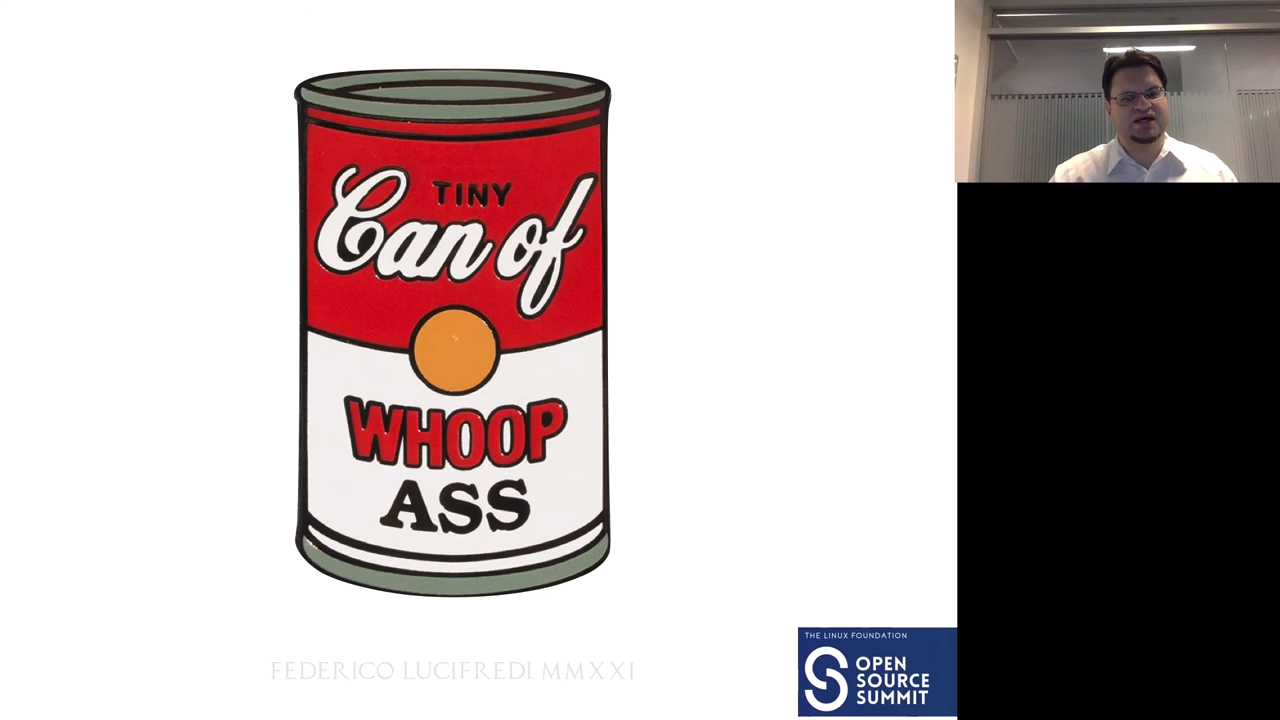 TINY
Can of
WHOOP
ASS
FEDERICO LUCIFREDI MMXXI
THE LINUX FOUNDATION
OPEN
SOURCE
SUMMIT